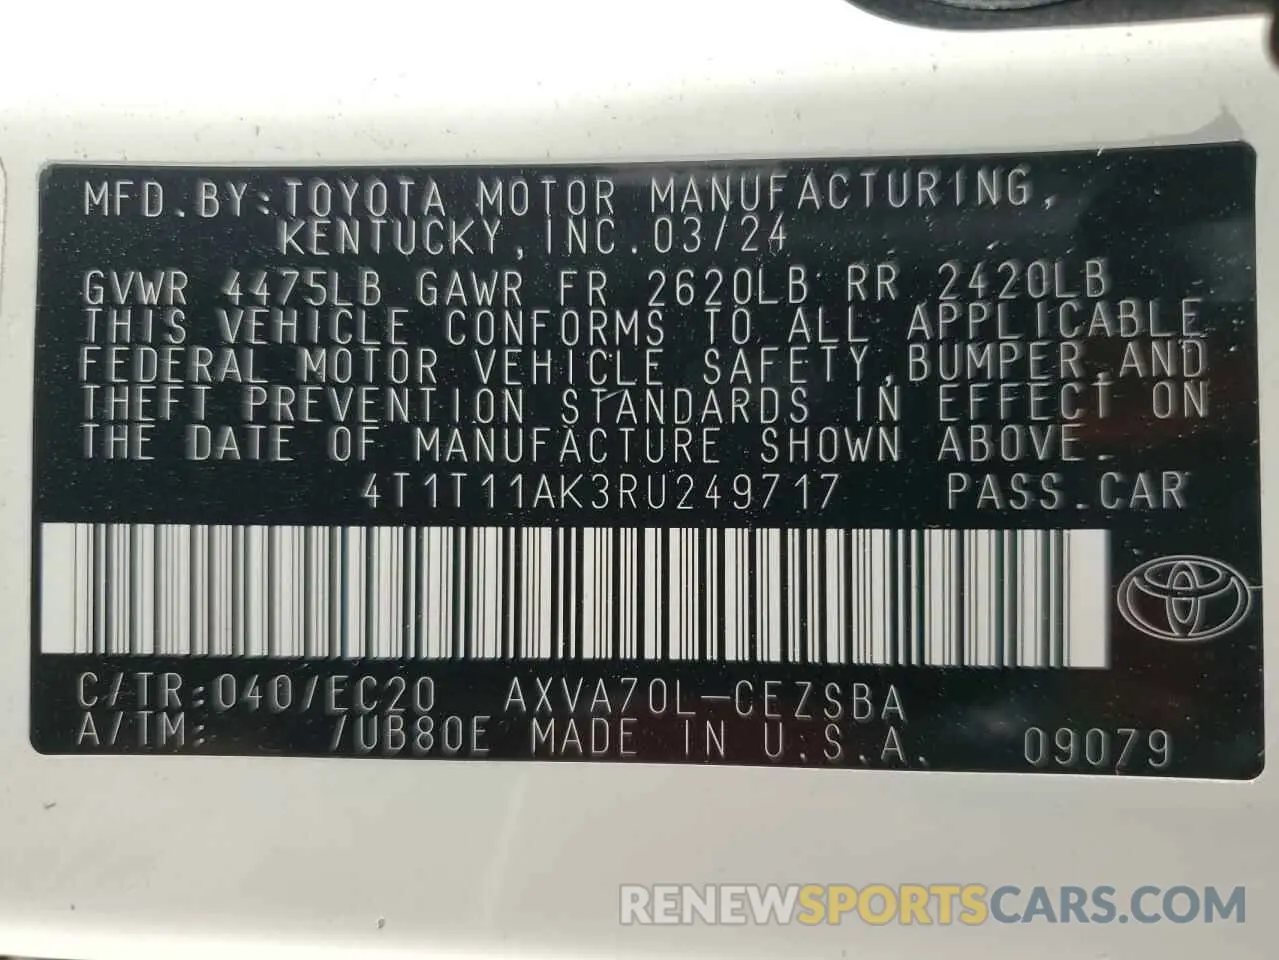 MFD.BY:TOYOTA MOTOR MANUFACTURING,
KENTUCKY,INC.03/24
GVWR 4475LB GAWR FR 2620LB RR 2420LB
THIS VEHICLE CONFORMS TO ALL APPLICABLE
FEDERAL MOTOR VEHICLE SAFETY,BUMPER,AND
THEFT PREVENTION STANDARDS IN EFFECT ON
THE DATE OF MANUFACTURE SHOWN ABOVE.
4T1T11AK3RU249717 PASS.CAR
C/TR:040/EC20 AXVA70L-CEZSBA
A/TM: /UB80E MADE IN U.S.A. 09079
RENEWSPORTSCARS.COM